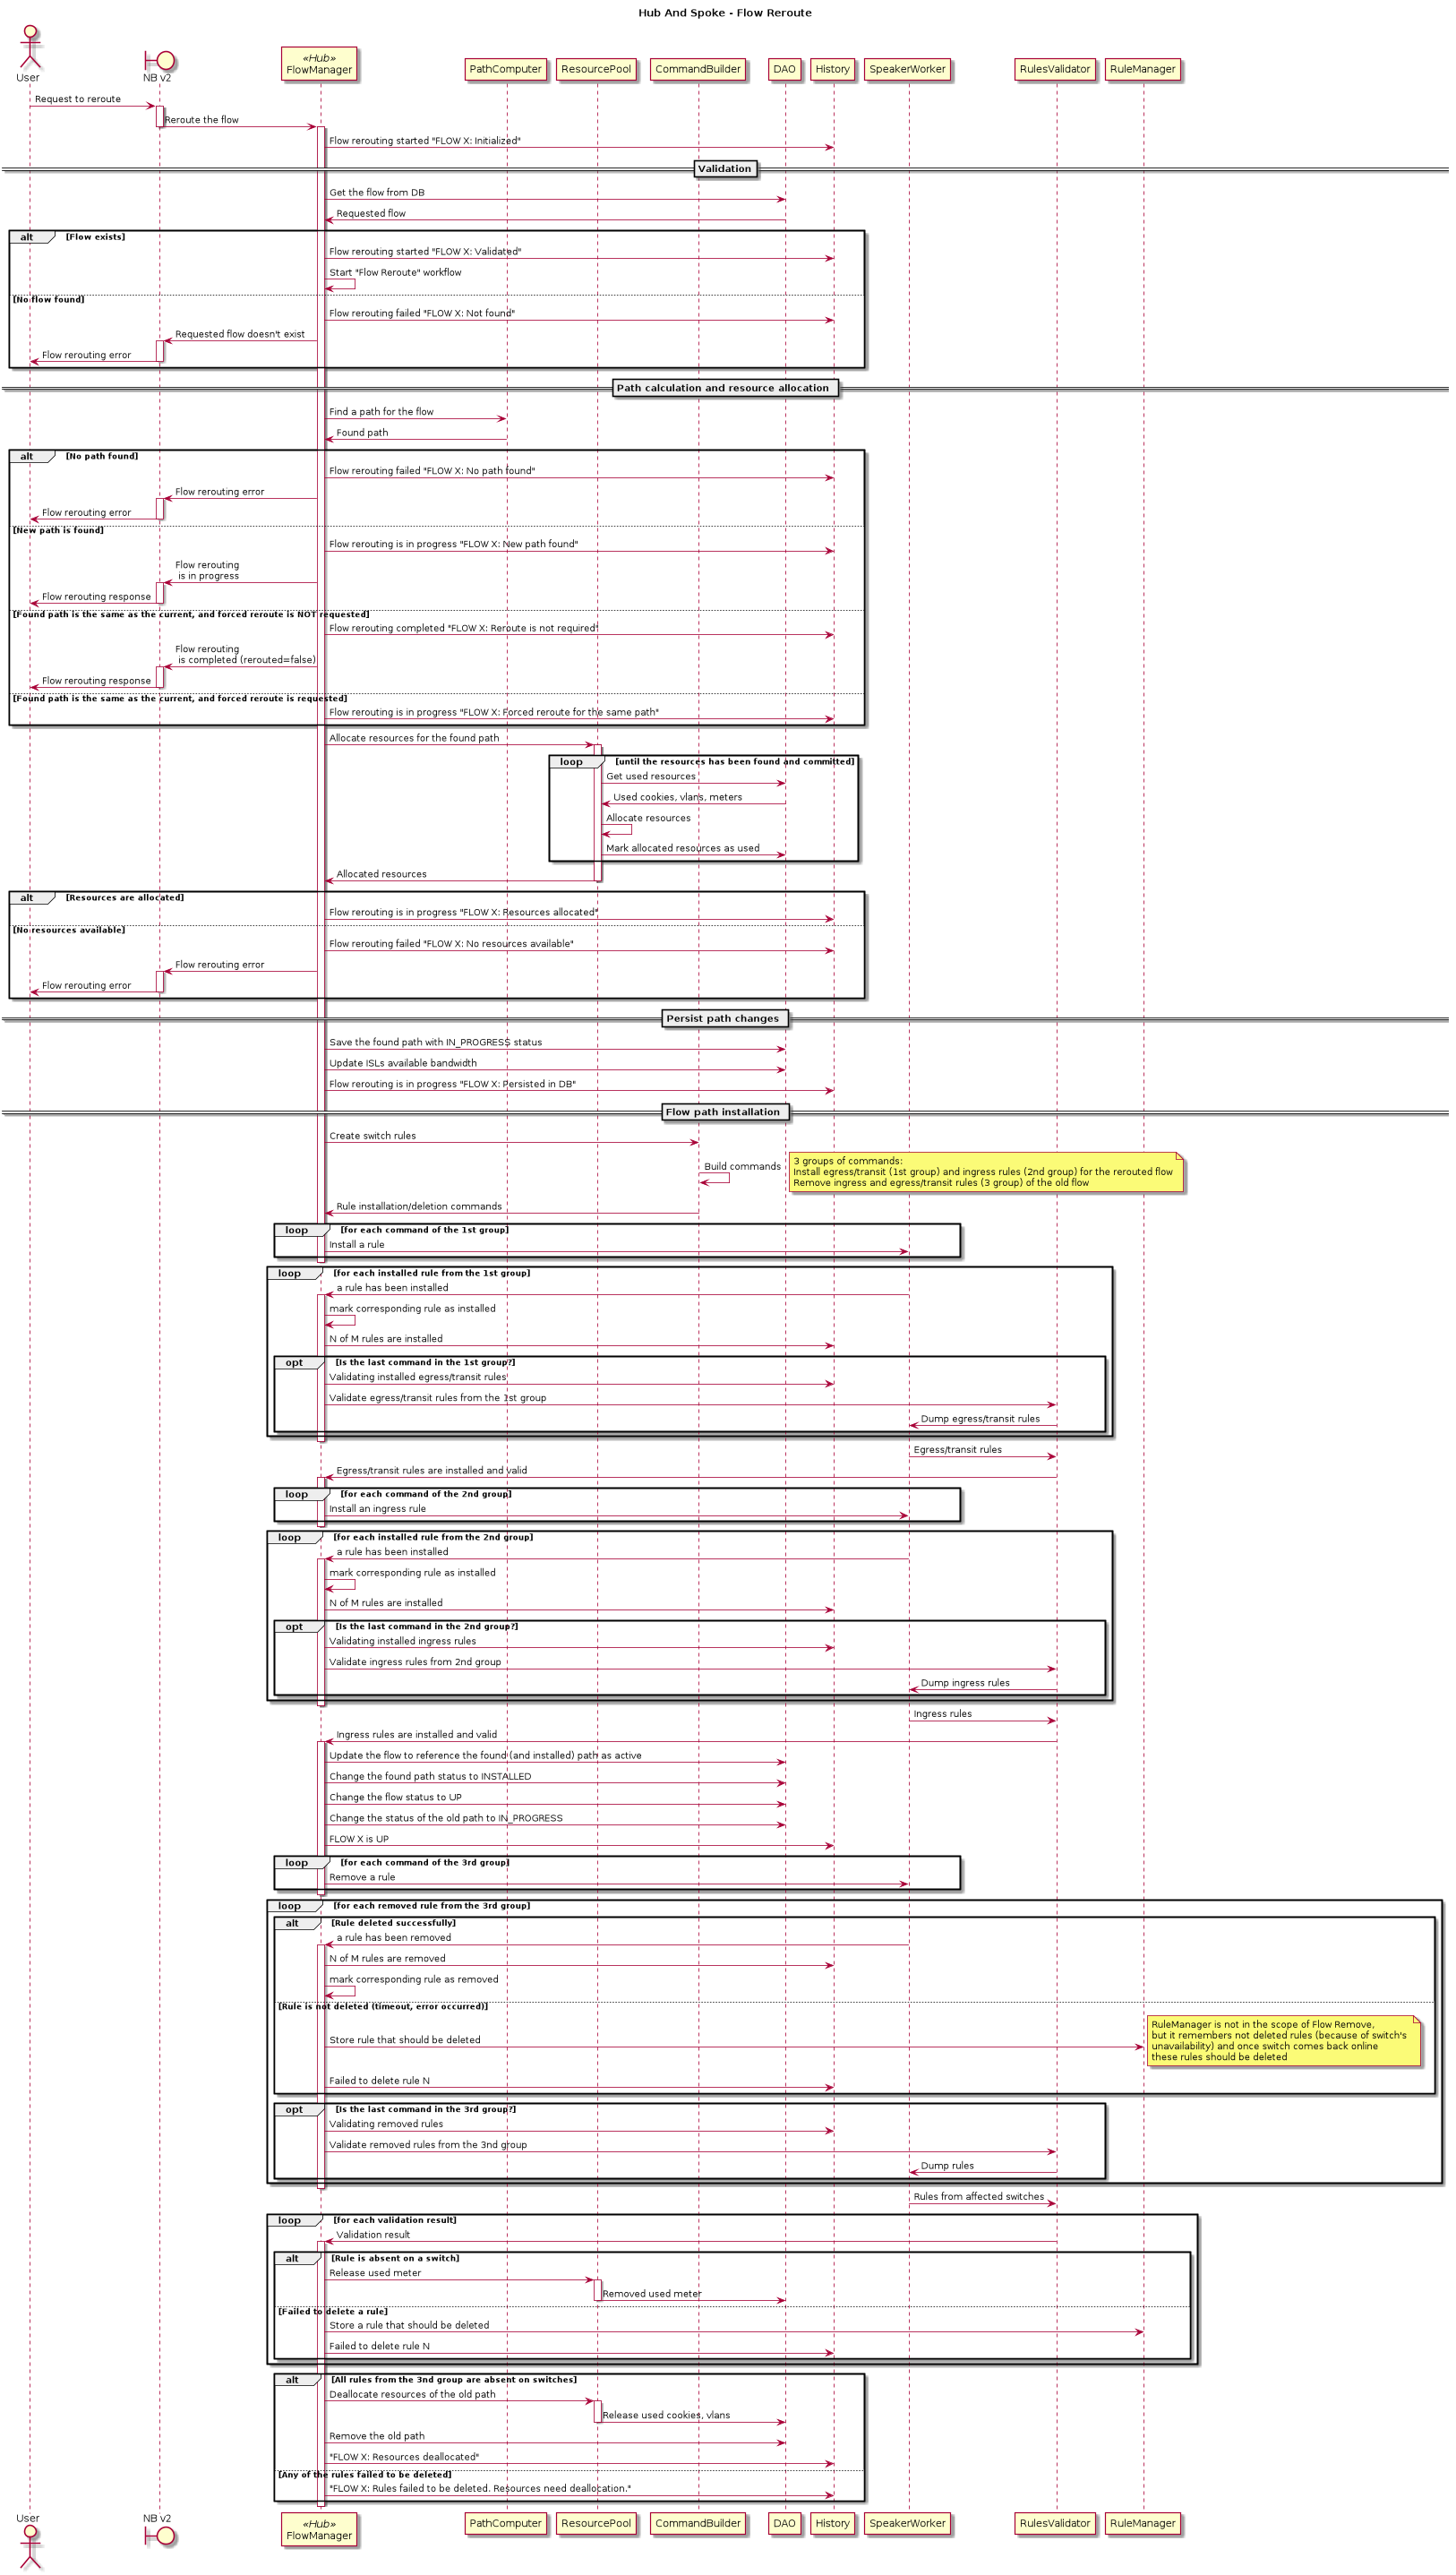 Hub And Spoke - Flow Reroute
User
NB v2
«Hub»
FlowManager
PathComputer
ResourcePool
CommandBuilder
DAO
History
SpeakerWorker
RulesValidator
RuleManager
Request to reroute
Reroute the flow
Flow rerouting started "FLOW X: Initialized"
Validation
Get the flow from DB
Requested flow
alt [Flow exists]
Flow rerouting started "FLOW X: Validated"
Start "Flow Reroute" workflow
[No flow found]
Flow rerouting failed "FLOW X: Not found"
Requested flow doesn't exist
Flow rerouting error
Path calculation and resource allocation
Find a path for the flow
Found path
alt [No path found]
Flow rerouting failed "FLOW X: No path found"
Flow rerouting error
Flow rerouting error
[New path is found]
Flow rerouting is in progress "FLOW X: New path found"
Flow rerouting
is in progress
Flow rerouting response
[Found path is the same as the current, and forced reroute is NOT requested]
Flow rerouting completed "FLOW X: Reroute is not required"
Flow rerouting
is completed (rerouted=false)
Flow rerouting response
[Found path is the same as the current, and forced reroute is requested]
Flow rerouting is in progress "FLOW X: Forced reroute for the same path"
Allocate resources for the found path
loop [until the resources has been found and committed]
Get used resources
Used cookies, vlans, meters
Allocate resources
Mark allocated resources as used
Allocated resources
alt [Resources are allocated]
Flow rerouting is in progress "FLOW X: Resources allocated"
[No resources available]
Flow rerouting failed "FLOW X: No resources available"
Flow rerouting error
Flow rerouting error
Persist path changes
Save the found path with IN_PROGRESS status
Update ISLs available bandwidth
Flow rerouting is in progress "FLOW X: Persisted in DB"
Flow path installation
Create switch rules
Build commands
3 groups of commands:
Install egress/transit (1st group) and ingress rules (2nd group) for the rerouted flow
Remove ingress and egress/transit rules (3 group) of the old flow
Rule installation/deletion commands
loop [for each command of the 1st group]
Install a rule
loop [for each installed rule from the 1st group]
a rule has been installed
mark corresponding rule as installed
N of M rules are installed
opt [Is the last command in the 1st group?]
Validating installed egress/transit rules
Validate egress/transit rules from the 1st group
Dump egress/transit rules
Egress/transit rules
Egress/transit rules are installed and valid
loop [for each command of the 2nd group]
Install an ingress rule
loop [for each installed rule from the 2nd group]
a rule has been installed
mark corresponding rule as installed
N of M rules are installed
opt [Is the last command in the 2nd group?]
Validating installed ingress rules
Validate ingress rules from 2nd group
Dump ingress rules
Ingress rules
Ingress rules are installed and valid
Update the flow to reference the found (and installed) path as active
Change the found path status to INSTALLED
Change the flow status to UP
Change the status of the old path to IN_PROGRESS
FLOW X is UP
loop [for each command of the 3rd group]
Remove a rule
loop [for each removed rule from the 3rd group]
alt [Rule deleted successfully]
a rule has been removed
N of M rules are removed
mark corresponding rule as removed
[Rule is not deleted (timeout, error occurred)]
Store rule that should be deleted
RuleManager is not in the scope of Flow Remove,
but it remembers not deleted rules (because of switch's
unavailability) and once switch comes back online
these rules should be deleted
Failed to delete rule N
opt [Is the last command in the 3rd group?]
Validating removed rules
Validate removed rules from the 3nd group
Dump rules
Rules from affected switches
loop [for each validation result]
Validation result
alt [Rule is absent on a switch]
Release used meter
Removed used meter
[Failed to delete a rule]
Store a rule that should be deleted
Failed to delete rule N
alt [All rules from the 3nd group are absent on switches]
Deallocate resources of the old path
Release used cookies, vlans
Remove the old path
"FLOW X: Resources deallocated"
[Any of the rules failed to be deleted]
"FLOW X: Rules failed to be deleted. Resources need deallocation."
User
NB v2
«Hub»
FlowManager
PathComputer
ResourcePool
CommandBuilder
DAO
History
SpeakerWorker
RulesValidator
RuleManager